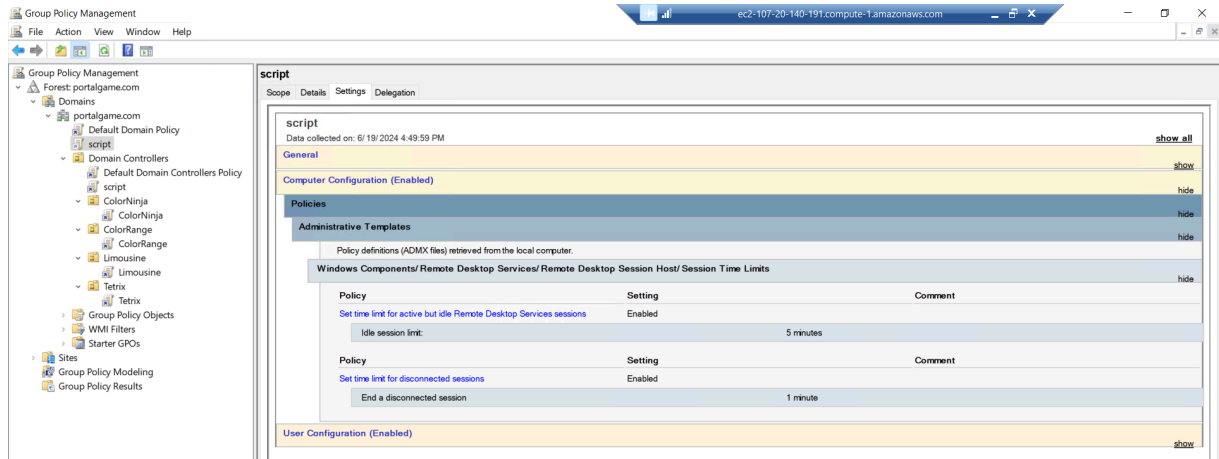 Group Policy Management
ec2-107-20-140-191.compute-1.amazonaws.com
File Action View Window Help
Group Policy Management
Forest: portalgame.com
Domains
portalgame.com
Default Domain Policy
script
Domain Controllers
Default Domain Controllers Policy
script
ColorNinja
ColorNinja
ColorRange
ColorRange
Limousine
Limousine
Tetrix
Tetrix
Group Policy Objects
WMI Filters
Starter GPOs
Sites
Group Policy Modeling
Group Policy Results
script
Scope Details Settings Delegation
script
Data collected on: 6/19/2024 4:49:59 PM
show all
General
show
Computer Configuration (Enabled)
hide
Policies
hide
Administrative Templates
hide
Policy definitions (ADMX files) retrieved from the local computer.
Windows Components/Remote Desktop Services/Remote Desktop Session Host/Session Time Limits
hide
Policy Setting Comment
Set time limit for active but idle Remote Desktop Services sessions Enabled
Idle session limit: 5 minutes
Policy Setting Comment
Set time limit for disconnected sessions Enabled
End a disconnected session 1 minute
User Configuration (Enabled)
show